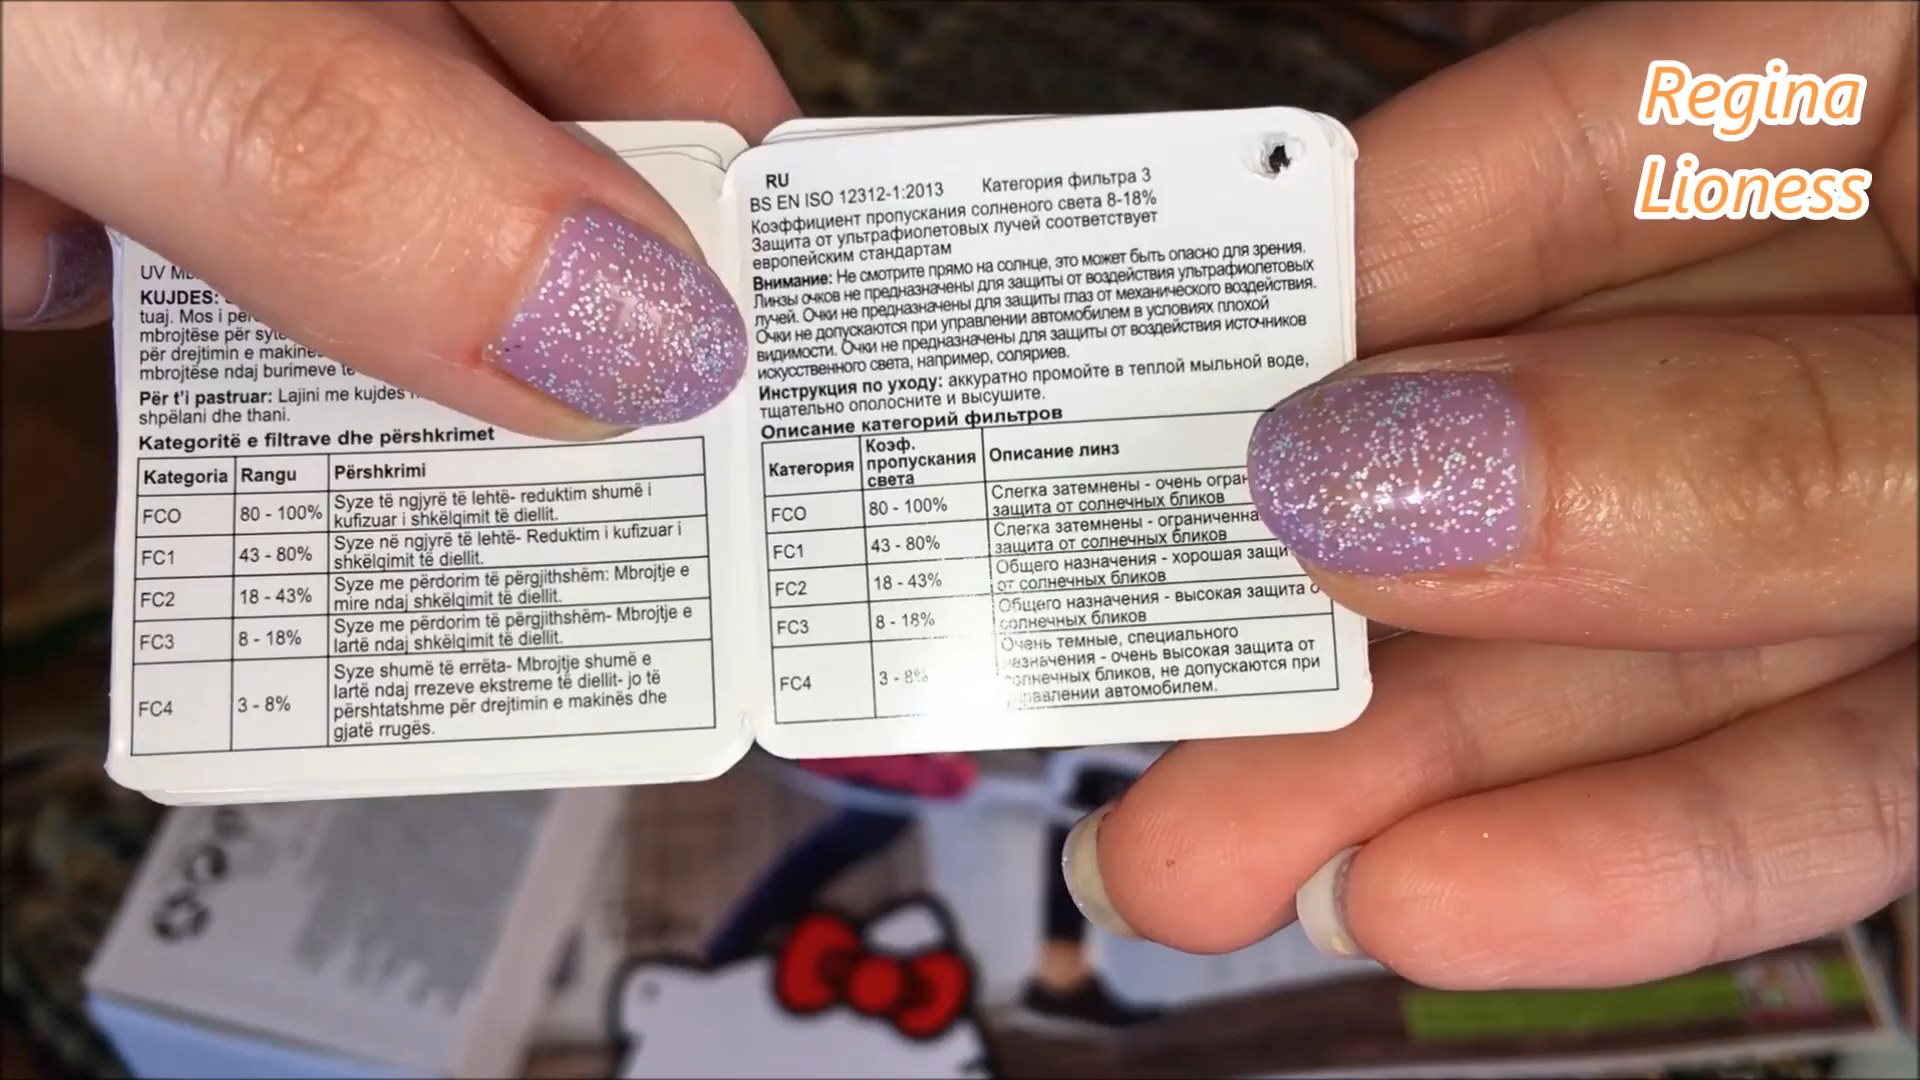 UV
KUJDES:
tuaj. Mos i
mbrojtëse për
për drejtimin e
mbrojtëse ndaj burimeve
Për t'i pastruar: Lajini me kujdes
shpëlani dhe thani.
Kategoritë e filtrave dhe përshkrimet
Kategoria Rangu Përshkrimi
FCO 80 - 100% Syze të ngjyrë të lehtë- reduktim shumë i
kufizuar i shkëlqimit të diellit.
FC1 43 - 80% Syze në ngjyrë të lehtë- Reduktim i kufizuar i
shkëlqimit të diellit.
FC2 18 - 43% Syze me përdorim të përgjithshëm: Mbrojtje e
mire ndaj shkëlqimit të diellit.
FC3 8 - 18% Syze me përdorim të përgjithshëm- Mbrojtje e
lartë ndaj shkëlqimit të diellit.
FC4 3 - 8% Syze shumë të errëta- Mbrojtje shumë e
lartë ndaj rrezeve ekstreme të diellit- jo të
përshtatshme për drejtimin e makinës dhe
gjatë rrugës.
RU
BS EN ISO 12312-1:2013 Категория фильтра 3
Коэффициент пропускания солненого света 8-18%
Защита от ультрафиолетовых лучей соответствует
европейским стандартам
Внимание: Не смотрите прямо на солнце, это может быть опасно для зрения.
Линзы очков не предназначены для защиты от воздействия ультрафиолетовых
лучей. Очки не предназначены для защиты глаз от механического воздействия.
Очки не допускаются при управлении автомобилем в условиях плохой
видимости. Очки не предназначены для защиты от воздействия источников
искусственного света, например, соляриев.
Инструкция по уходу: аккуратно промойте в теплой мыльной воде,
тщательно ополосните и высушите.
Описание категорий фильтров
Категория Коэф. пропускания света Описание линз
FCO 80 - 100% Слегка затемнены - очень
защита от солнечных бликов
FC1 43 - 80% Слегка затемнены - ограниченна
защита от солнечных бликов
FC2 18 - 43% Общего назначения - хорошая
от солнечных бликов
FC3 8 - 18% Общего назначения - высокая защита
солнечных бликов
FC4 3 - 8% Очень темные, специального
назначения - очень высокая защита от
солнечных бликов, не допускаются при
управлении автомобилем.
Regina
Lioness